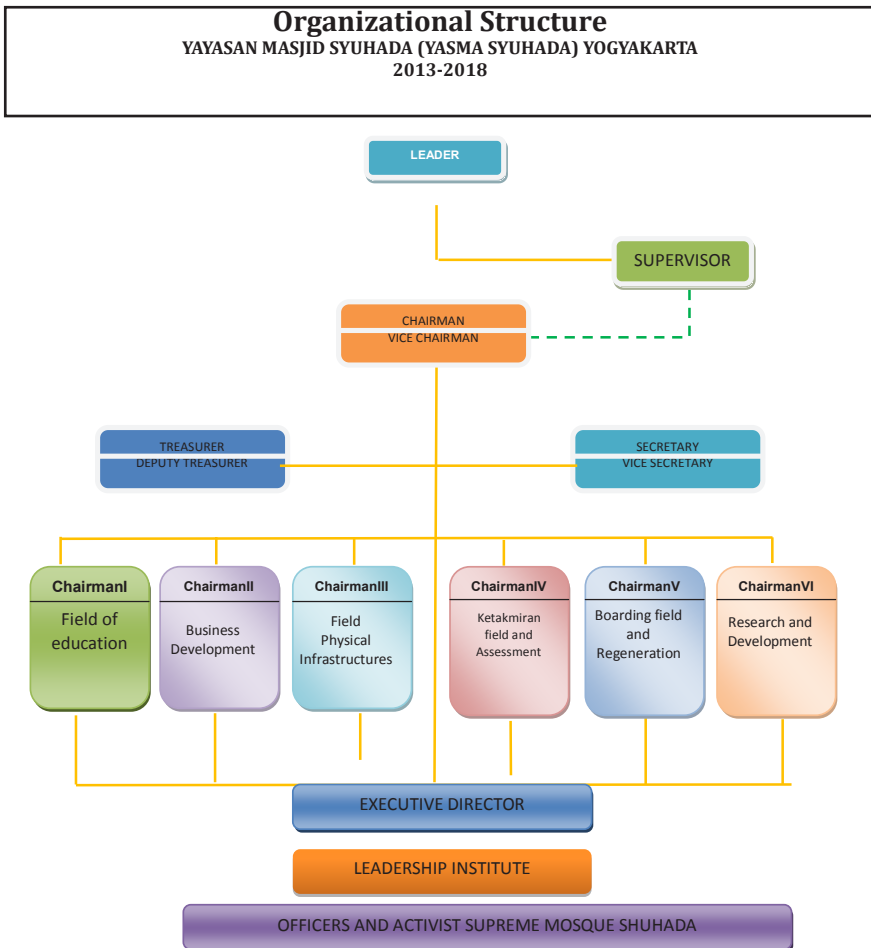 Organizational Structure
YAYASAN MASJID SYUHADA (YASMA SYUHADA) YOGYAKARTA
2013-2018
LEADER
SUPERVISOR
CHAIRMAN
VICE CHAIRMAN
TREASURER
DEPUTY TREASURER
SECRETARY
VICE SECRETARY
ChairmanI
Field of
education
ChairmanII
Business
Development
ChairmanIII
Field
Physical
Infrastructures
ChairmanIV
Ketakmiran
field and
Assessment
ChairmanV
Boarding field
and
Regeneration
ChairmanVI
Research and
Development
EXECUTIVE DIRECTOR
LEADERSHIP INSTITUTE
OFFICERS AND ACTIVIST SUPREME MOSQUE SHUHADA